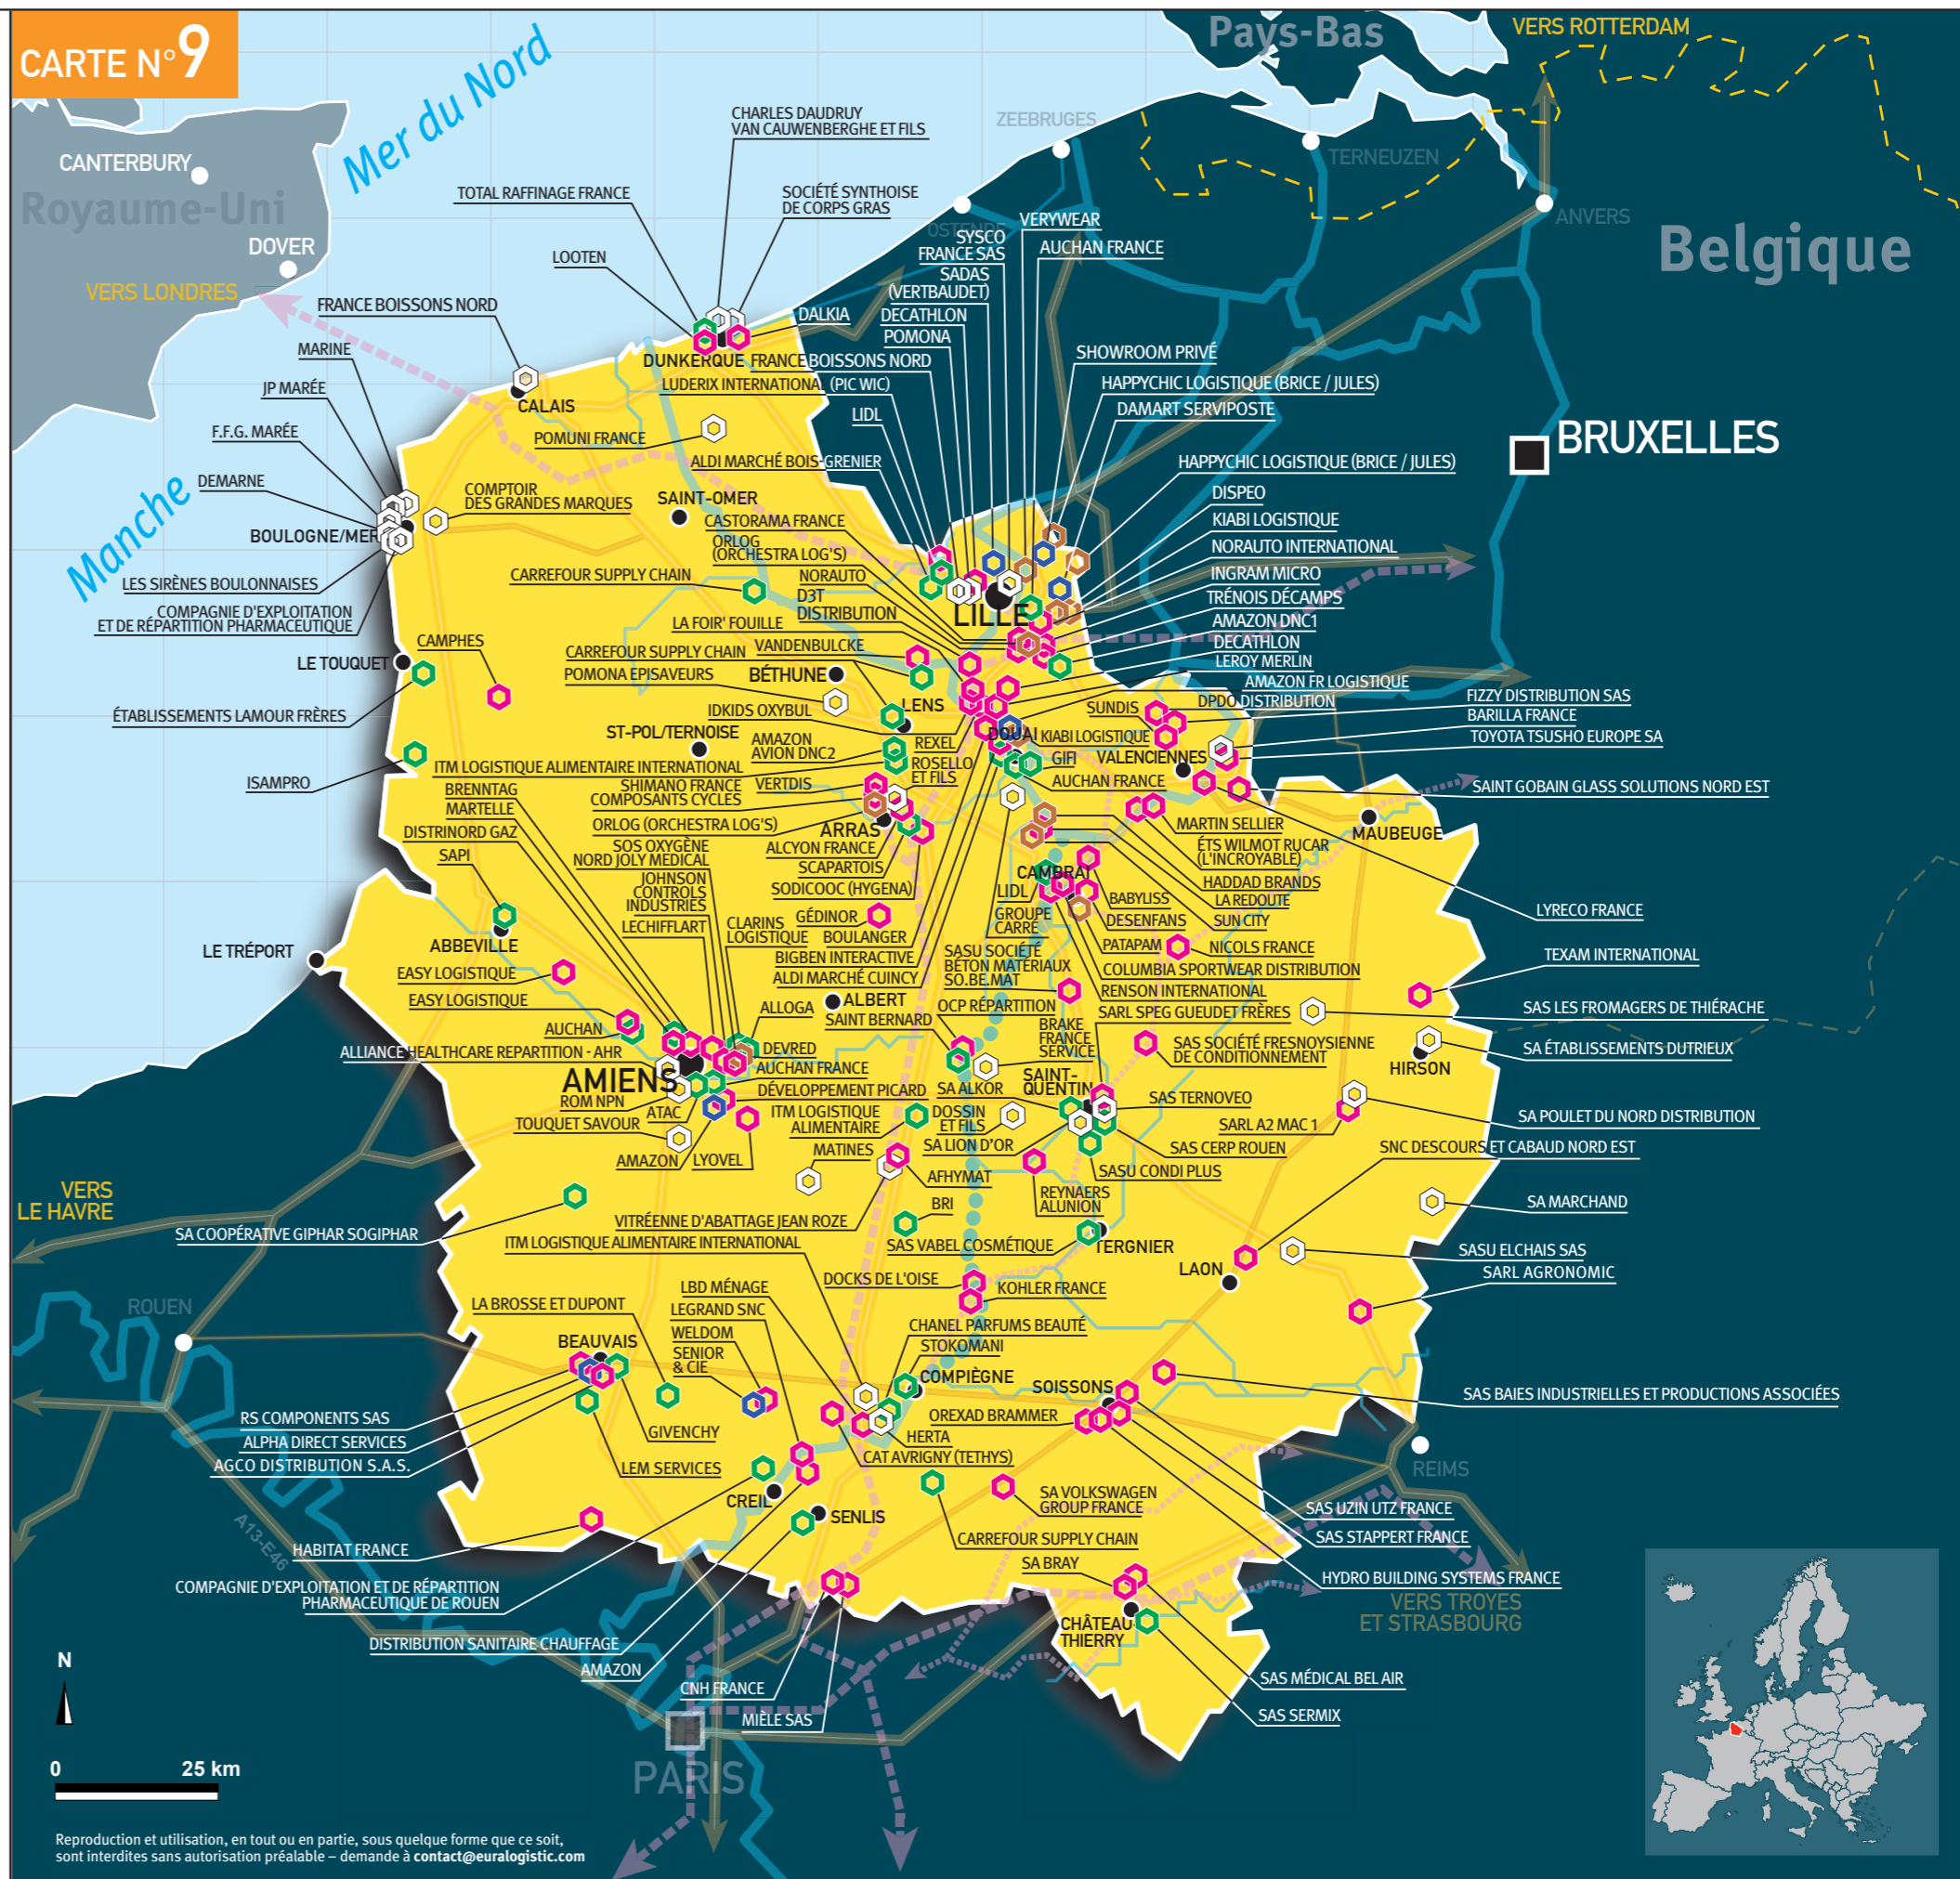 CARTE N°9
Pays-Bas
VERS ROTTERDAM
Mer du Nord
CHARLES DAUDRUY
VAN CAUWENBERGHE ET FILS
ZEEBRUGES
CANTERBURY
TERNEUZEN
Royaume-Uni
TOTAL RAFFINAGE FRANCE
SOCIÉTÉ SYNTHOISE
DE CORPS GRAS
VERYWEAR
ANVERS
OSTENDE
SYSCO
FRANCE SAS
AUCHAN FRANCE
Belgique
DOVER
LOOTEN
SADAS
(VERTBAUDET)
VERS LONDRES
FRANCE BOISSONS NORD
DALKIA
DECATHLON
POMONA
MARINE
DUNKERQUE
FRANCE BOISSONS NORD
SHOWROOM PRIVÉ
JP MARÉE
LUDERIX INTERNATIONAL (PIC WIC)
HAPPYCHIC LOGISTIQUE (BRICE / JULES)
CALAIS
LIDL
DAMART SERVIPOSTE
F.F.G. MARÉE
POMUNI FRANCE
BRUXELLES
ALDI MARCHÉ BOIS-GRENIER
HAPPYCHIC LOGISTIQUE (BRICE / JULES)
DEMARNE
COMPTOIR
DES GRANDES MARQUES
SAINT-OMER
DISPEO
Manche
BOULOGNE/MER
CASTORAMA FRANCE
KIABI LOGISTIQUE
ORLOG
(ORCHESTRA LOG'S)
NORAUTO INTERNATIONAL
LES SIRÈNES BOULONNAISES
CARREFOUR SUPPLY CHAIN
NORAUTO
INGRAM MICRO
D3T
DISTRIBUTION
TRÉNOIS DÉCAMPS
COMPAGNIE D'EXPLOITATION
ET DE RÉPARTITION PHARMACEUTIQUE
LILLE
LA FOIR' FOUILLE
AMAZON DNC1
CAMPHES
VANDENBULCKE
DECATHLON
CARREFOUR SUPPLY CHAIN
LE TOUQUET
LEROY MERLIN
POMONA EPISAVEURS
BÉTHUNE
AMAZON FR LOGISTIQUE
FIZZY DISTRIBUTION SAS
DPDO DISTRIBUTION
ÉTABLISSEMENTS LAMOUR FRÈRES
IDKIDS OXYBUL
LENS
SUNDIS
BARILLA FRANCE
ST-POL/TERNOISE
AMAZON
AVION DNC2
REXEL
DOUAI
KIABI LOGISTIQUE
TOYOTA TSUSHO EUROPE SA
VALENCIENNES
GIFI
ITM LOGISTIQUE ALIMENTAIRE INTERNATIONAL
ROSELLO
ET FILS
ISAMPRO
BRENNTAG
SHIMANO FRANCE
COMPOSANTS CYCLES
VERTDIS
AUCHAN FRANCE
SAINT GOBAIN GLASS SOLUTIONS NORD EST
MARTELLE
DISTRINORD GAZ
ORLOG (ORCHESTRA LOG'S)
ARRAS
MARTIN SELLIER
MAUBEUGE
SAPI
SOS OXYGÈNE
NORD JOLY MEDICAL
ALCYON FRANCE
ÉTS WILMOT RUCAR
(L'INCROYABLE)
SCAPARTOIS
CAMBRAI
JOHNSON
CONTROLS
INDUSTRIES
SODICOOC (HYGENA)
LIDL
HADDAD BRANDS
BABYLISS
LA REDOUTE
LYRECO FRANCE
LECHIFFLART
CLARINS
LOGISTIQUE
GÉDINOR
GROUPE
CARRÉ
DESENFANS
SUN CITY
ABBEVILLE
BOULANGER
PATAPAM
NICOLS FRANCE
LE TRÉPORT
BIGBEN INTERACTIVE
SASU SOCIÉTÉ
BÉTON MATÉRIAUX
SO.BE.MAT
TEXAM INTERNATIONAL
EASY LOGISTIQUE
ALDI MARCHÉ CUINCY
COLUMBIA SPORTWEAR DISTRIBUTION
EASY LOGISTIQUE
ALBERT
RENSON INTERNATIONAL
ALLOGA
OCP RÉPARTITION
SARL SPEG GUEUDET FRÈRES
SAS LES FROMAGERS DE THIÉRACHE
AUCHAN
SAINT BERNARD
BRAKE
FRANCE
SERVICE
SAS SOCIÉTÉ FRESNOYSIENNE
DE CONDITIONNEMENT
SA ÉTABLISSEMENTS DUTRIEUX
ALLIANCE HEALTHCARE REPARTITION - AHR
DEVRED
HIRSON
AMIENS
AUCHAN FRANCE
SAINT-
QUENTIN
DÉVELOPPEMENT PICARD
SA ALKOR
ROM NPN
SAS TERNOVEO
ATAC
ITM LOGISTIQUE
ALIMENTAIRE
DOSSIN
ET FILS
SA POULET DU NORD DISTRIBUTION
TOUQUET SAVOUR
SARL A2 MAC 1
SA LION D'OR
SAS CERP ROUEN
SNC DESCOURS ET CABAUD NORD EST
AMAZON
LYOVEL
MATINES
AFHYMAT
SASU CONDI PLUS
VERS
LE HAVRE
REYNAERS
ALUNION
SA MARCHAND
BRI
VITRÉENNE D'ABATTAGE JEAN ROZE
SA COOPÉRATIVE GIPHAR SOGIPHAR
ITM LOGISTIQUE ALIMENTAIRE INTERNATIONAL
SAS VABEL COSMÉTIQUE
TERGNIER
SASU ELCHAIS SAS
LAON
SARL AGRONOMIC
DOCKS DE L'OISE
LBD MÉNAGE
KOHLER FRANCE
ROUEN
LA BROSSE ET DUPONT
LEGRAND SNC
CHANEL PARFUMS BEAUTÉ
BEAUVAIS
WELDOM
STOKOMANI
SENIOR
& CIE
COMPIÈGNE
SOISSONS
SAS BAIES INDUSTRIELLES ET PRODUCTIONS ASSOCIÉES
RS COMPONENTS SAS
OREXAD BRAMMER
GIVENCHY
HERTA
ALPHA DIRECT SERVICES
CAT AVRIGNY (TETHYS)
AGCO DISTRIBUTION S.A.S.
LEM SERVICES
REIMS
CREIL
SA VOLKSWAGEN
GROUP FRANCE
SAS UZIN UTZ FRANCE
SENLIS
A13-E46
CARREFOUR SUPPLY CHAIN
SAS STAPPERT FRANCE
HABITAT FRANCE
SA BRAY
HYDRO BUILDING SYSTEMS FRANCE
COMPAGNIE D'EXPLOITATION ET DE RÉPARTITION
PHARMACEUTIQUE DE ROUEN
VERS TROYES
ET STRASBOURG
CHÂTEAU
THIERRY
DISTRIBUTION SANITAIRE CHAUFFAGE
N
AMAZON
SAS MÉDICAL BEL AIR
CNH FRANCE
SAS SERMIX
MIÈLE SAS
0 25 km
PARIS
Reproduction et utilisation, en tout ou en partie, sous quelque forme que ce soit,
sont interdites sans autorisation préalable – demande à contact@euralogistic.com